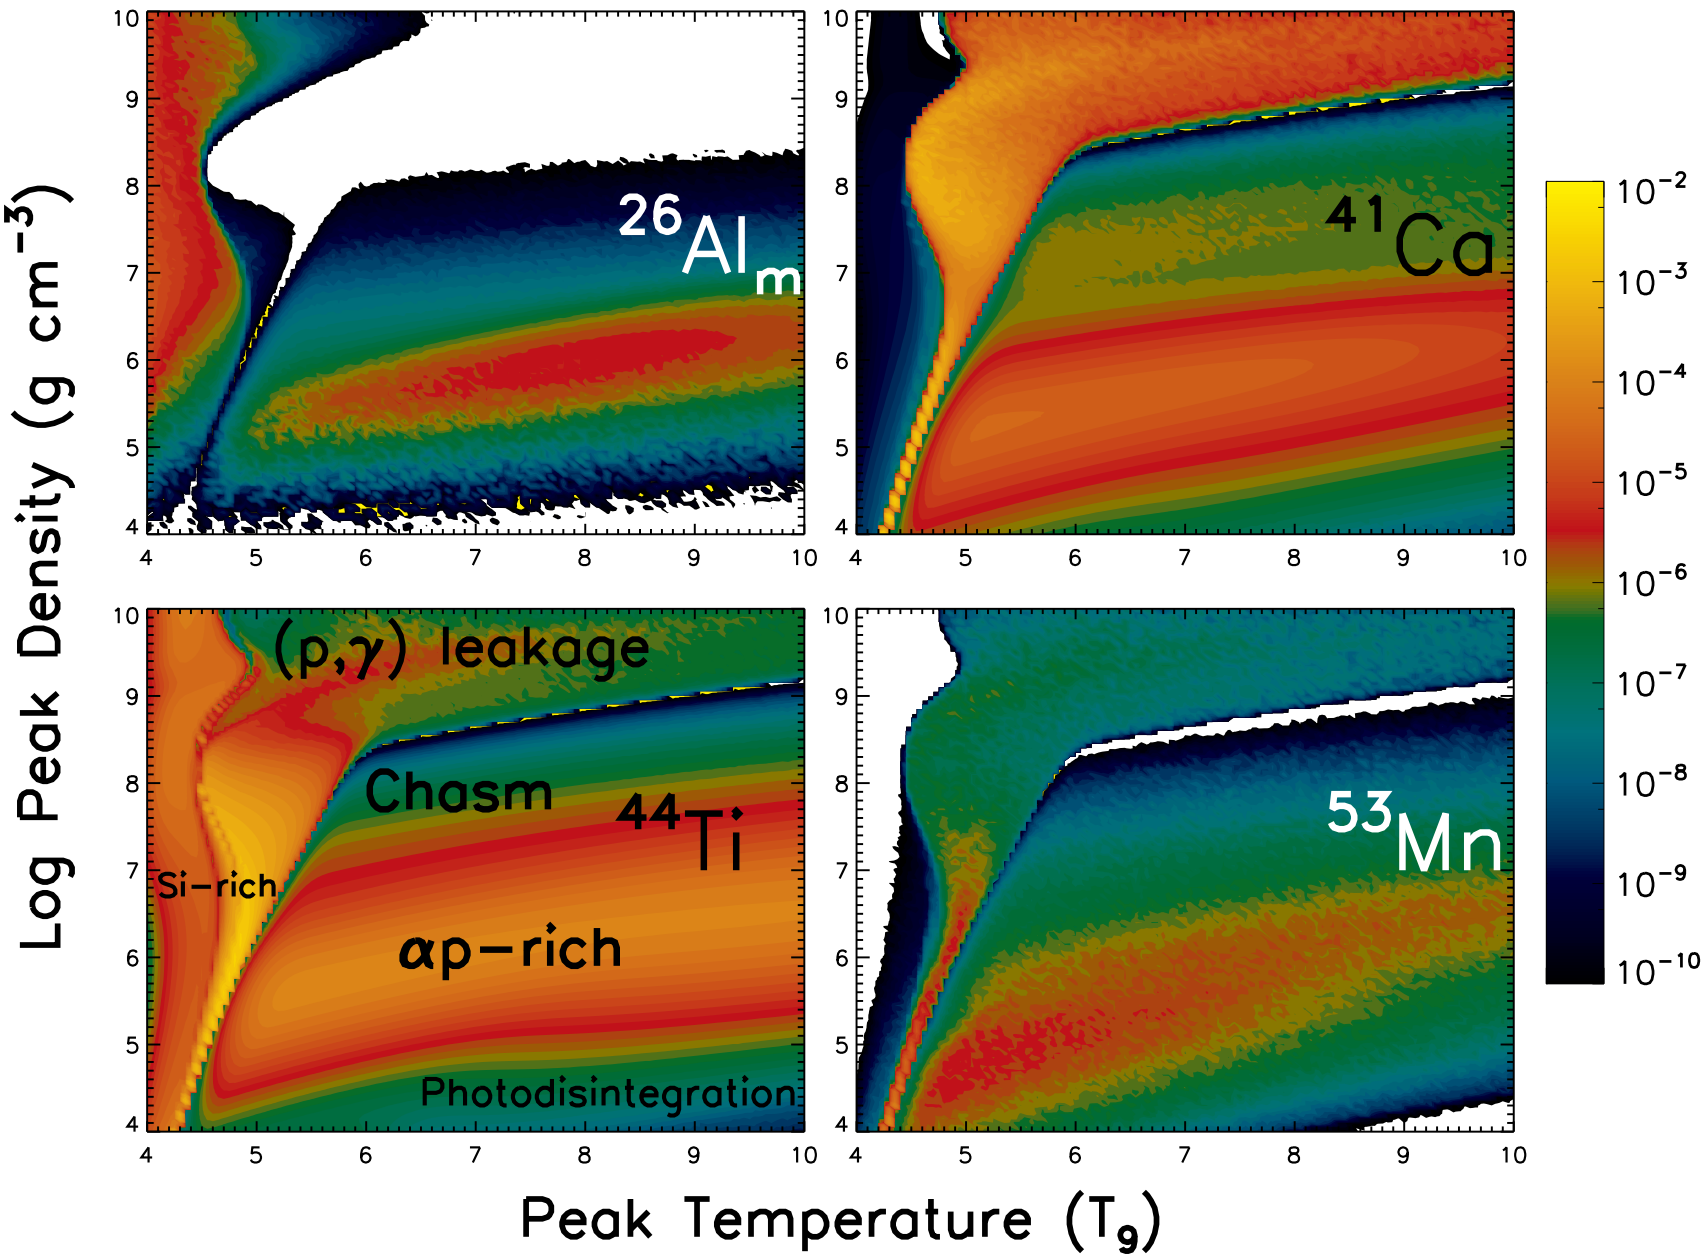 Log Peak Density (g cm⁻³)
10
9
8
7
6
5
4
4 5 6 7 8 9 10
²⁶Alₘ
10
9
8
7
6
5
4
4 5 6 7 8 9 10
⁴¹Ca
10
9
8
7
6
5
4
4 5 6 7 8 9 10
(p,γ) leakage
Chasm
⁴⁴Ti
Si-rich
αp-rich
Photodisintegration
10
9
8
7
6
5
4
4 5 6 7 8 9 10
⁵³Mn
10⁻²
10⁻³
10⁻⁴
10⁻⁵
10⁻⁶
10⁻⁷
10⁻⁸
10⁻⁹
10⁻¹⁰
Peak Temperature (T₉)